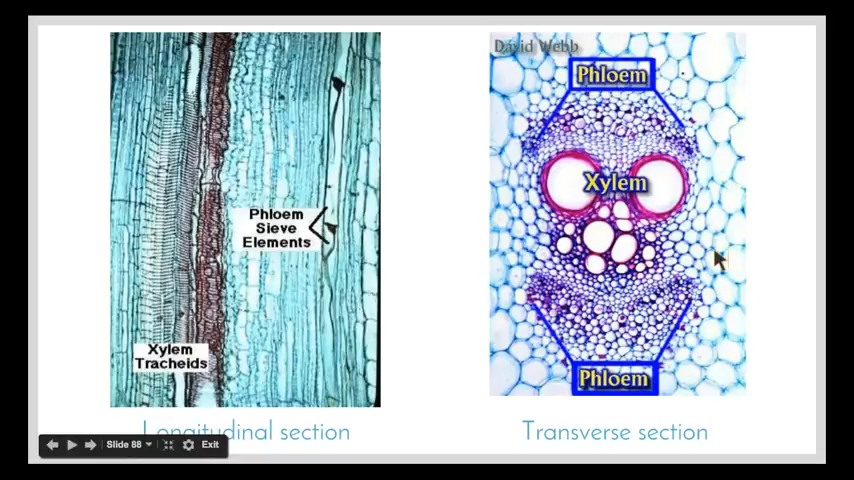 David Webb
Phloem
Xylem
Phloem
Sieve
Elements
Xylem
Tracheids
Phloem
Longitudinal section
Transverse section
Slide 88
Exit